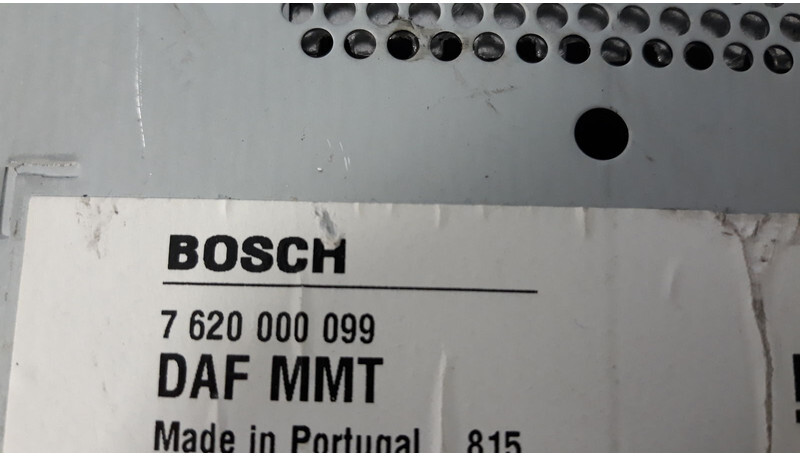 BOSCH
7 620 000 099
DAF MMT
Made in Portugal 815